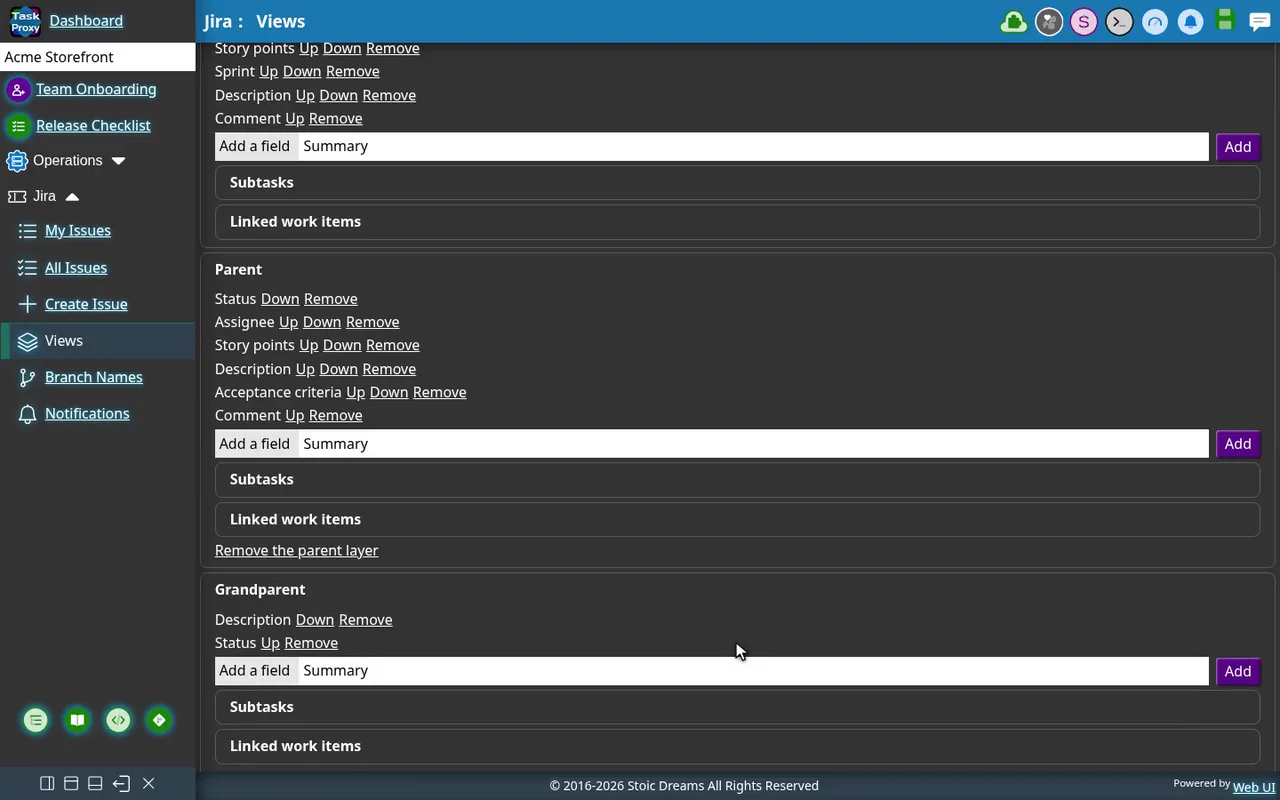 Task Proxy
Dashboard
Jira : Views
S
Acme Storefront
Team Onboarding
Release Checklist
Operations
Jira
My Issues
All Issues
Create Issue
Views
Branch Names
Notifications
Story points Up Down Remove
Sprint Up Down Remove
Description Up Down Remove
Comment Up Remove
Add a field Summary Add
Subtasks
Linked work items
Parent
Status Down Remove
Assignee Up Down Remove
Story points Up Down Remove
Description Up Down Remove
Acceptance criteria Up Down Remove
Comment Up Remove
Add a field Summary Add
Subtasks
Linked work items
Remove the parent layer
Grandparent
Description Down Remove
Status Up Remove
Add a field Summary Add
Subtasks
Linked work items
© 2016-2026 Stoic Dreams All Rights Reserved
Powered by Web UI